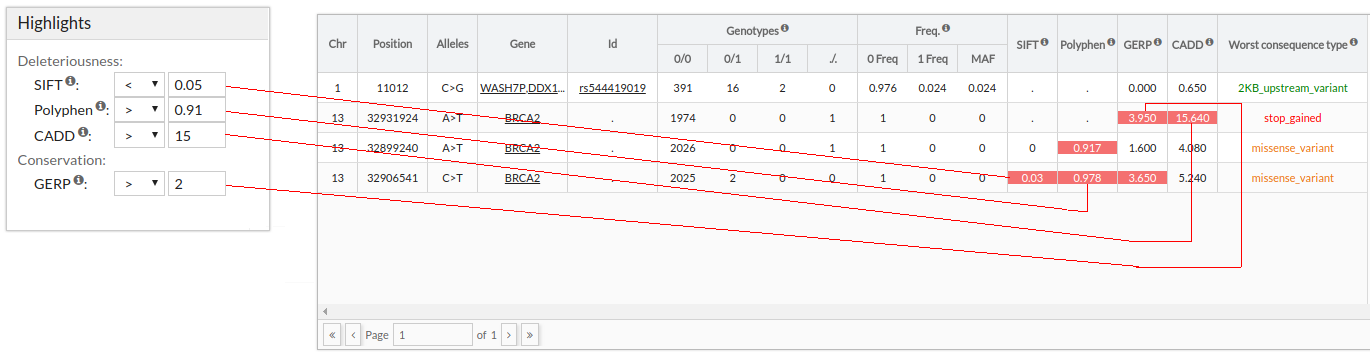 Highlights
Deleteriousness:
SIFT : < 0.05
Polyphen : > 0.91
CADD : > 15
Conservation:
GERP : > 2
Chr Position Alleles Gene Id Genotypes Freq. SIFT Polyphen GERP CADD Worst consequence type
0/0 0/1 1/1 ./. 0 Freq 1 Freq MAF
1 11012 C>G WASH7P,DDX1... rs544419019 391 16 2 0 0.976 0.024 0.024 . . 0.000 0.650 2KB_upstream_variant
13 32931924 A>T BRCA2 . 1974 0 0 1 1 0 0 . . 3.950 15.640 stop_gained
13 32899240 A>T BRCA2 . 2026 0 0 1 1 0 0 0 0.917 1.600 4.080 missense_variant
13 32906541 C>T BRCA2 . 2025 2 0 0 1 0 0 0.03 0.978 3.650 5.240 missense_variant
« ‹ Page 1 of 1 › »